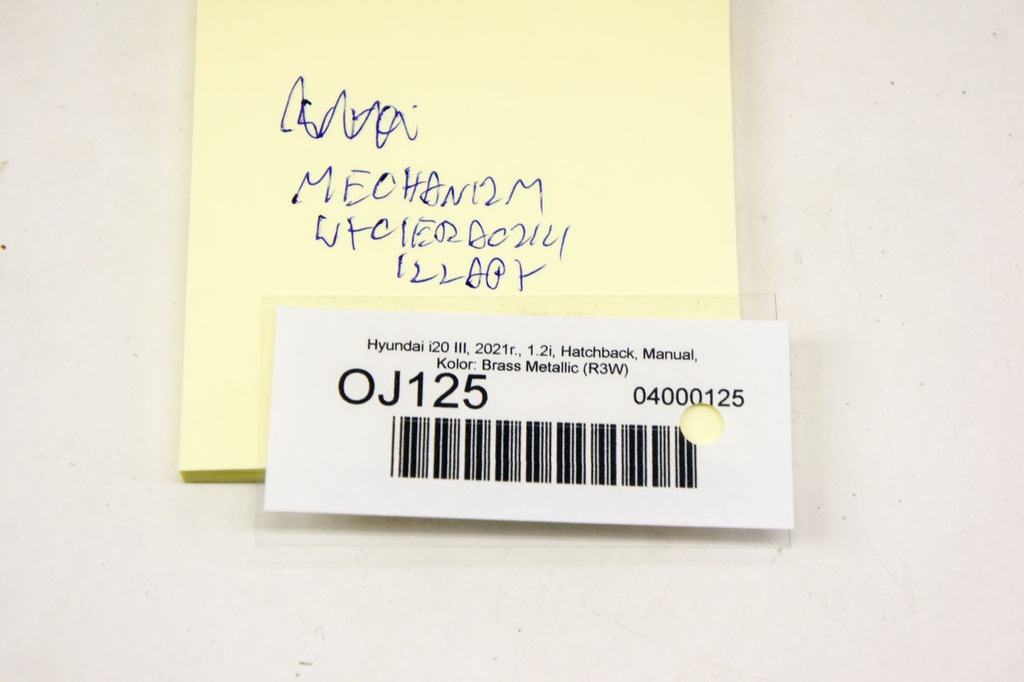 MECHANIZM
WYCIERACZKI
Hyundai i20 III, 2021r., 1.2i, Hatchback, Manual,
Kolor: Brass Metallic (R3W)
OJ125
04000125